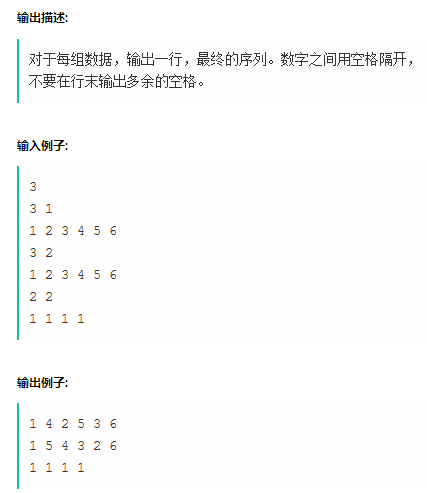 输出描述:
对于每组数据，输出一行，最终的序列。数字之间用空格隔开，
不要在行末输出多余的空格。
输入例子:
3
3 1
1 2 3 4 5 6
3 2
1 2 3 4 5 6
2 2
1 1 1 1
输出例子:
1 4 2 5 3 6
1 5 4 3 2 6
1 1 1 1